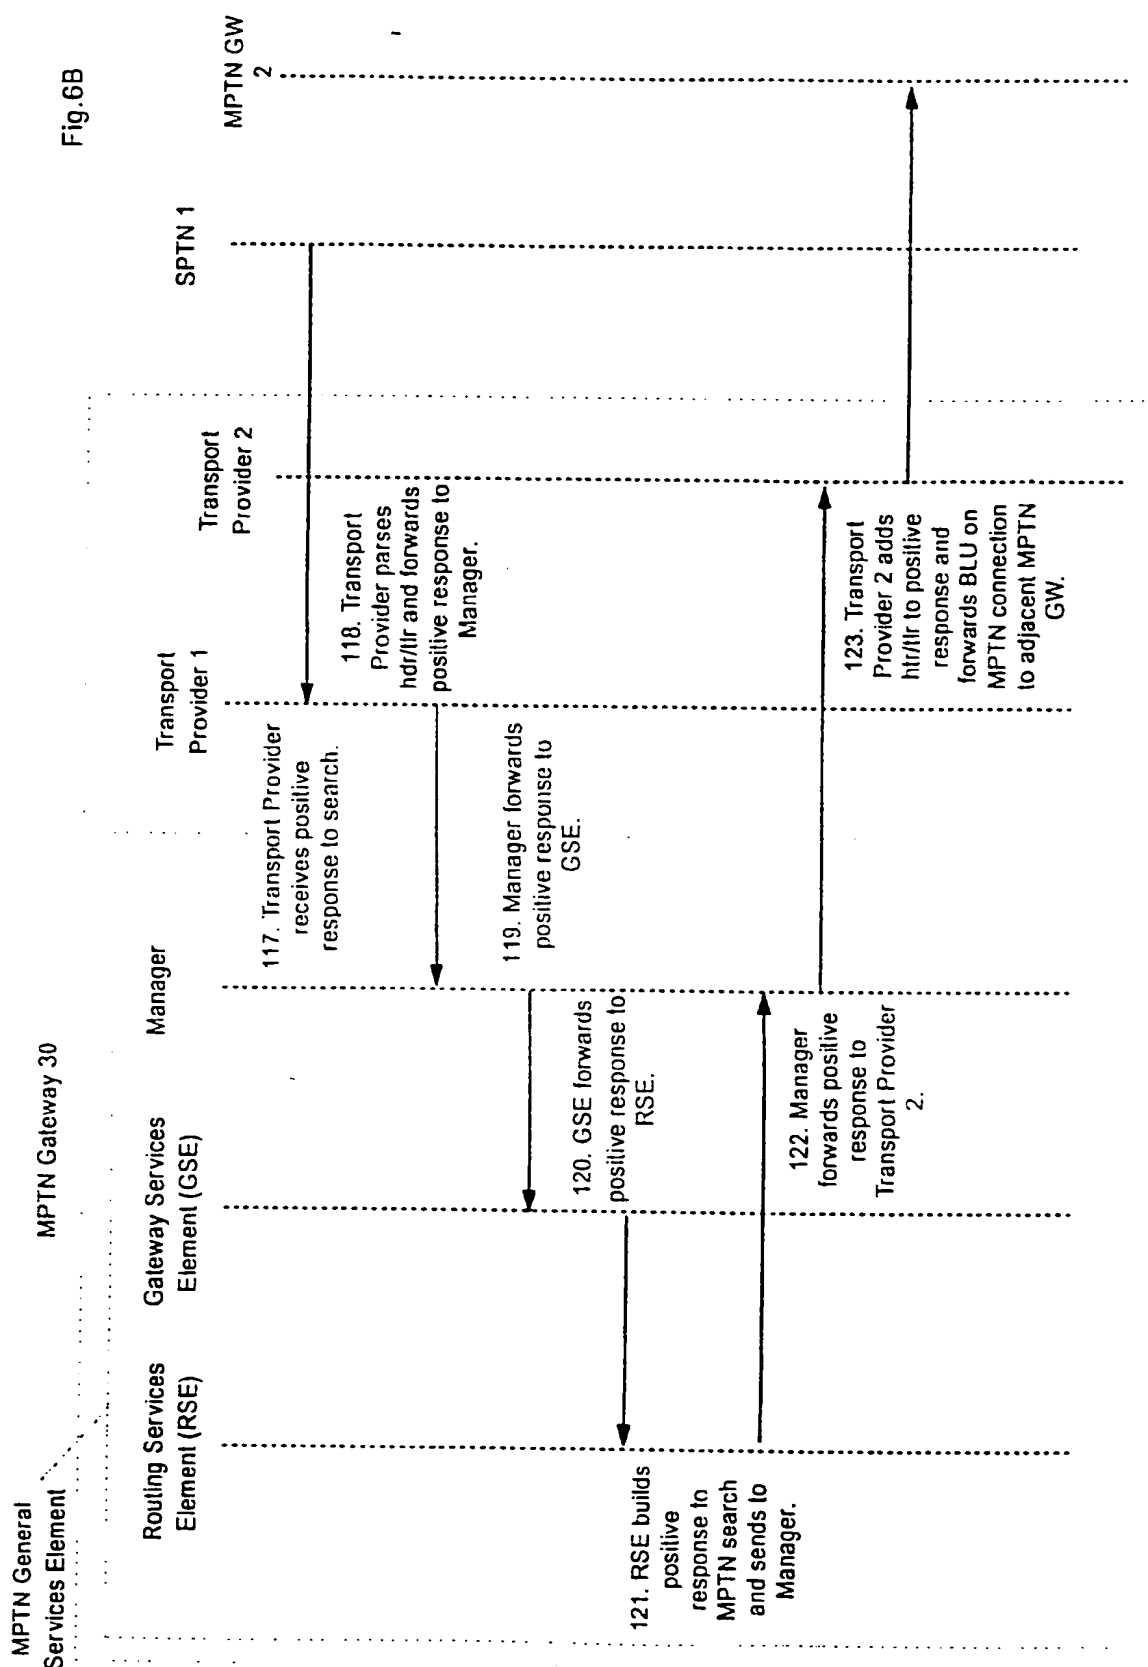 Fig.6B
MPTN Gateway 30
MPTN General
Services Element
Routing Services
Element (RSE)
Gateway Services
Element (GSE)
Manager
Transport
Provider 1
Transport
Provider 2
SPTN 1
MPTN GW
2
117. Transport Provider
receives positive
response to search.
118. Transport
Provider parses
hdr/tlr and forwards
positive response to
Manager.
119. Manager forwards
positive response to
GSE.
120. GSE forwards
positive response to
RSE.
121. RSE builds
positive
response to
MPTN search
and sends to
Manager.
122. Manager
forwards positive
response to
Transport Provider
2.
123. Transport
Provider 2 adds
htr/tlr to positive
response and
forwards BLU on
MPTN connection
to adjacent MPTN
GW.